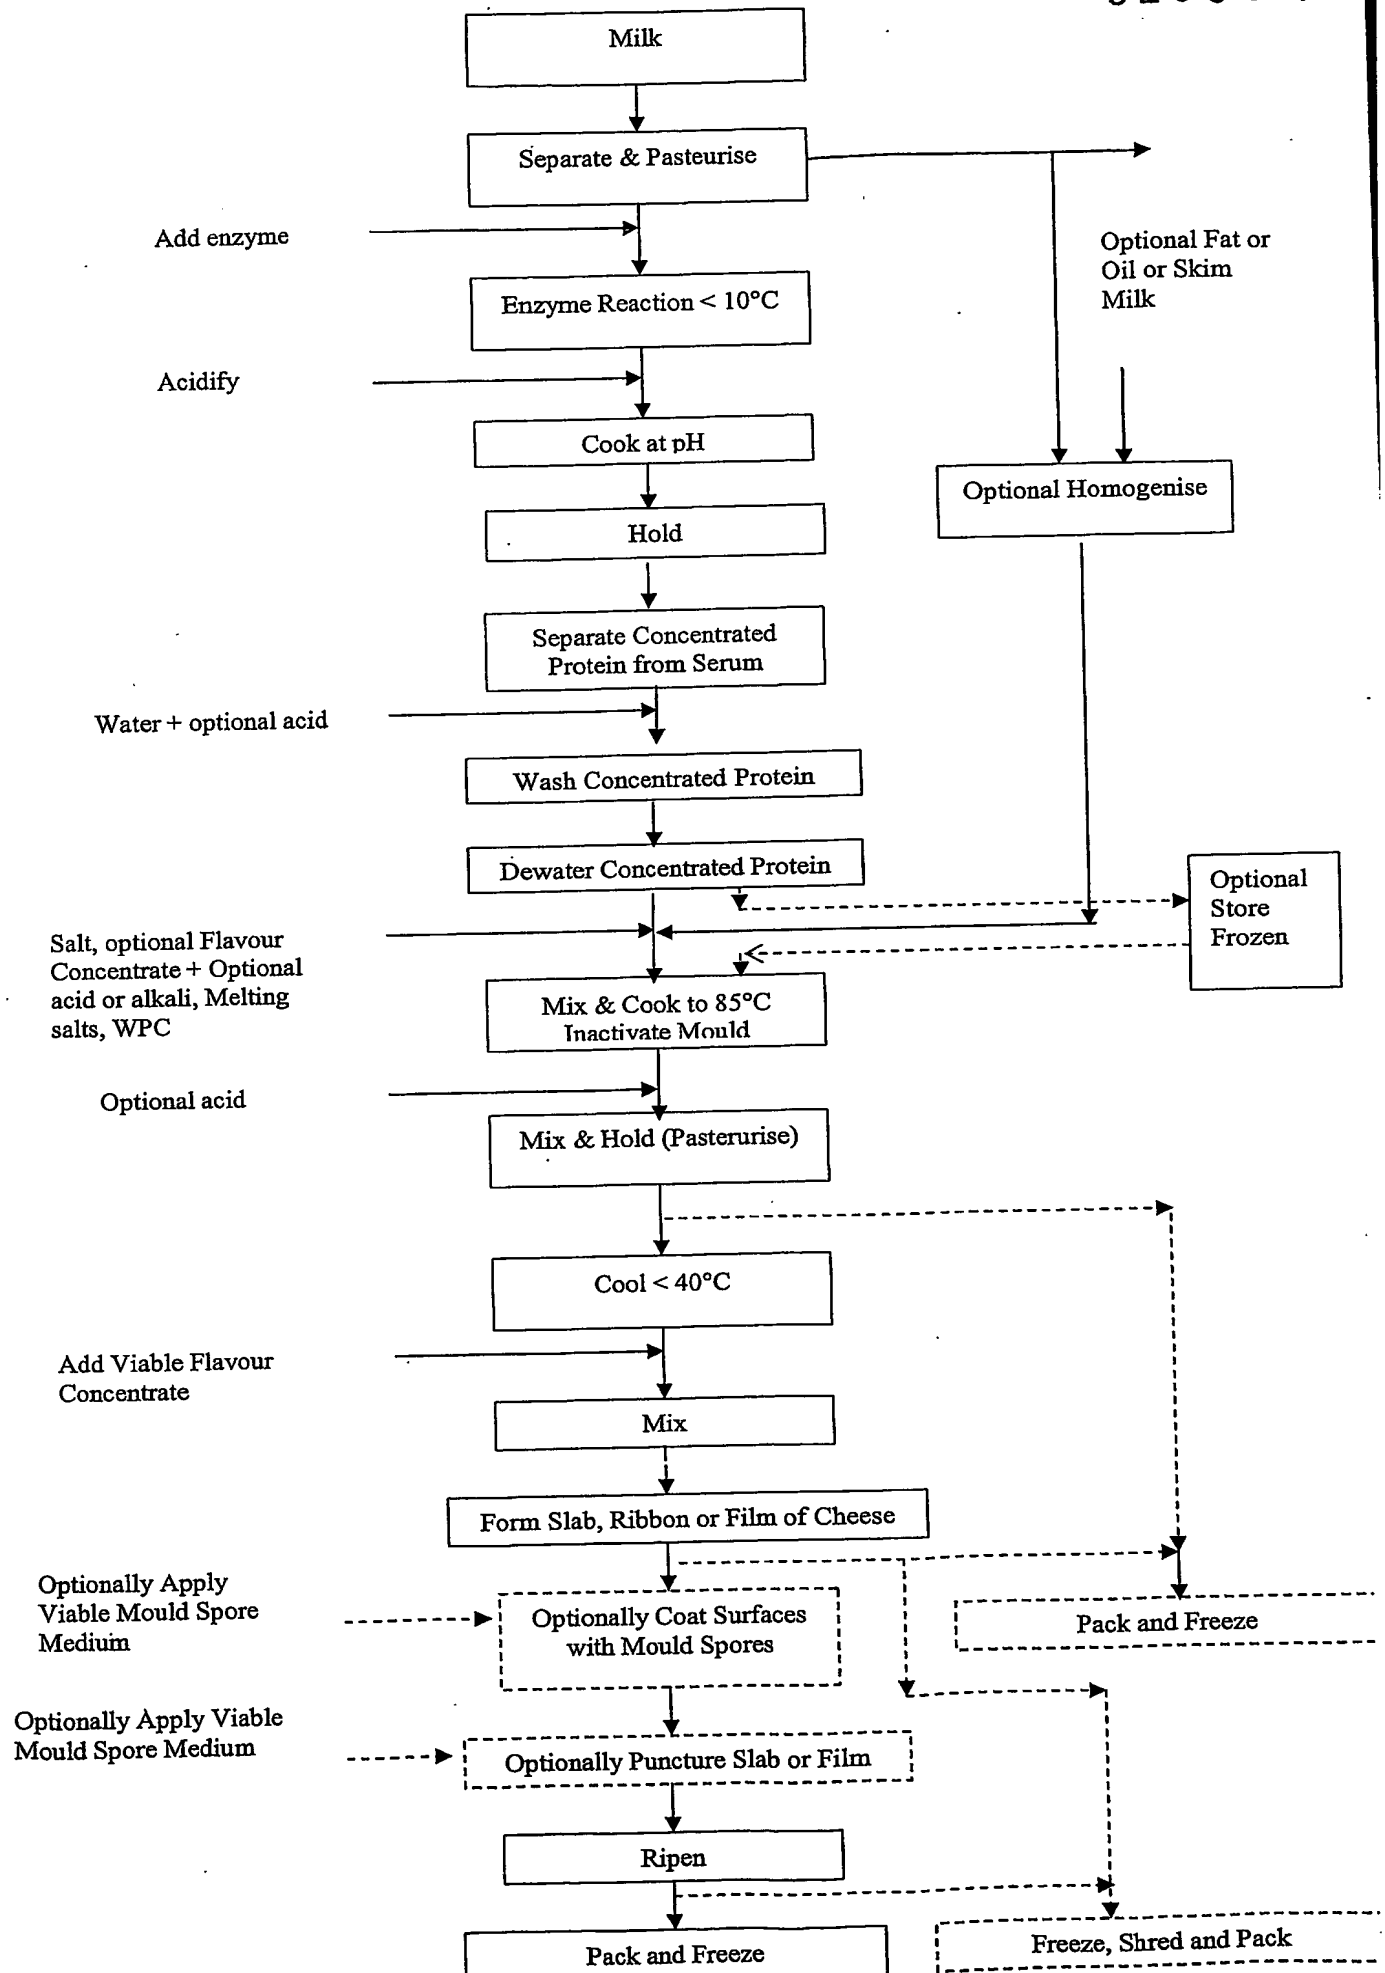 Milk
Separate & Pasteurise
Add enzyme
Optional Fat or
Oil or Skim
Milk
Enzyme Reaction < 10°C
Acidify
Cook at pH
Optional Homogenise
Hold
Separate Concentrated
Protein from Serum
Water + optional acid
Wash Concentrated Protein
Dewater Concentrated Protein
Optional
Store
Frozen
Salt, optional Flavour
Concentrate + Optional
acid or alkali, Melting
salts, WPC
Mix & Cook to 85°C
Inactivate Mould
Optional acid
Mix & Hold (Pasterurise)
Cool < 40°C
Add Viable Flavour
Concentrate
Mix
Form Slab, Ribbon or Film of Cheese
Optionally Apply
Viable Mould Spore
Medium
Optionally Coat Surfaces
with Mould Spores
Pack and Freeze
Optionally Apply Viable
Mould Spore Medium
Optionally Puncture Slab or Film
Ripen
Pack and Freeze
Freeze, Shred and Pack